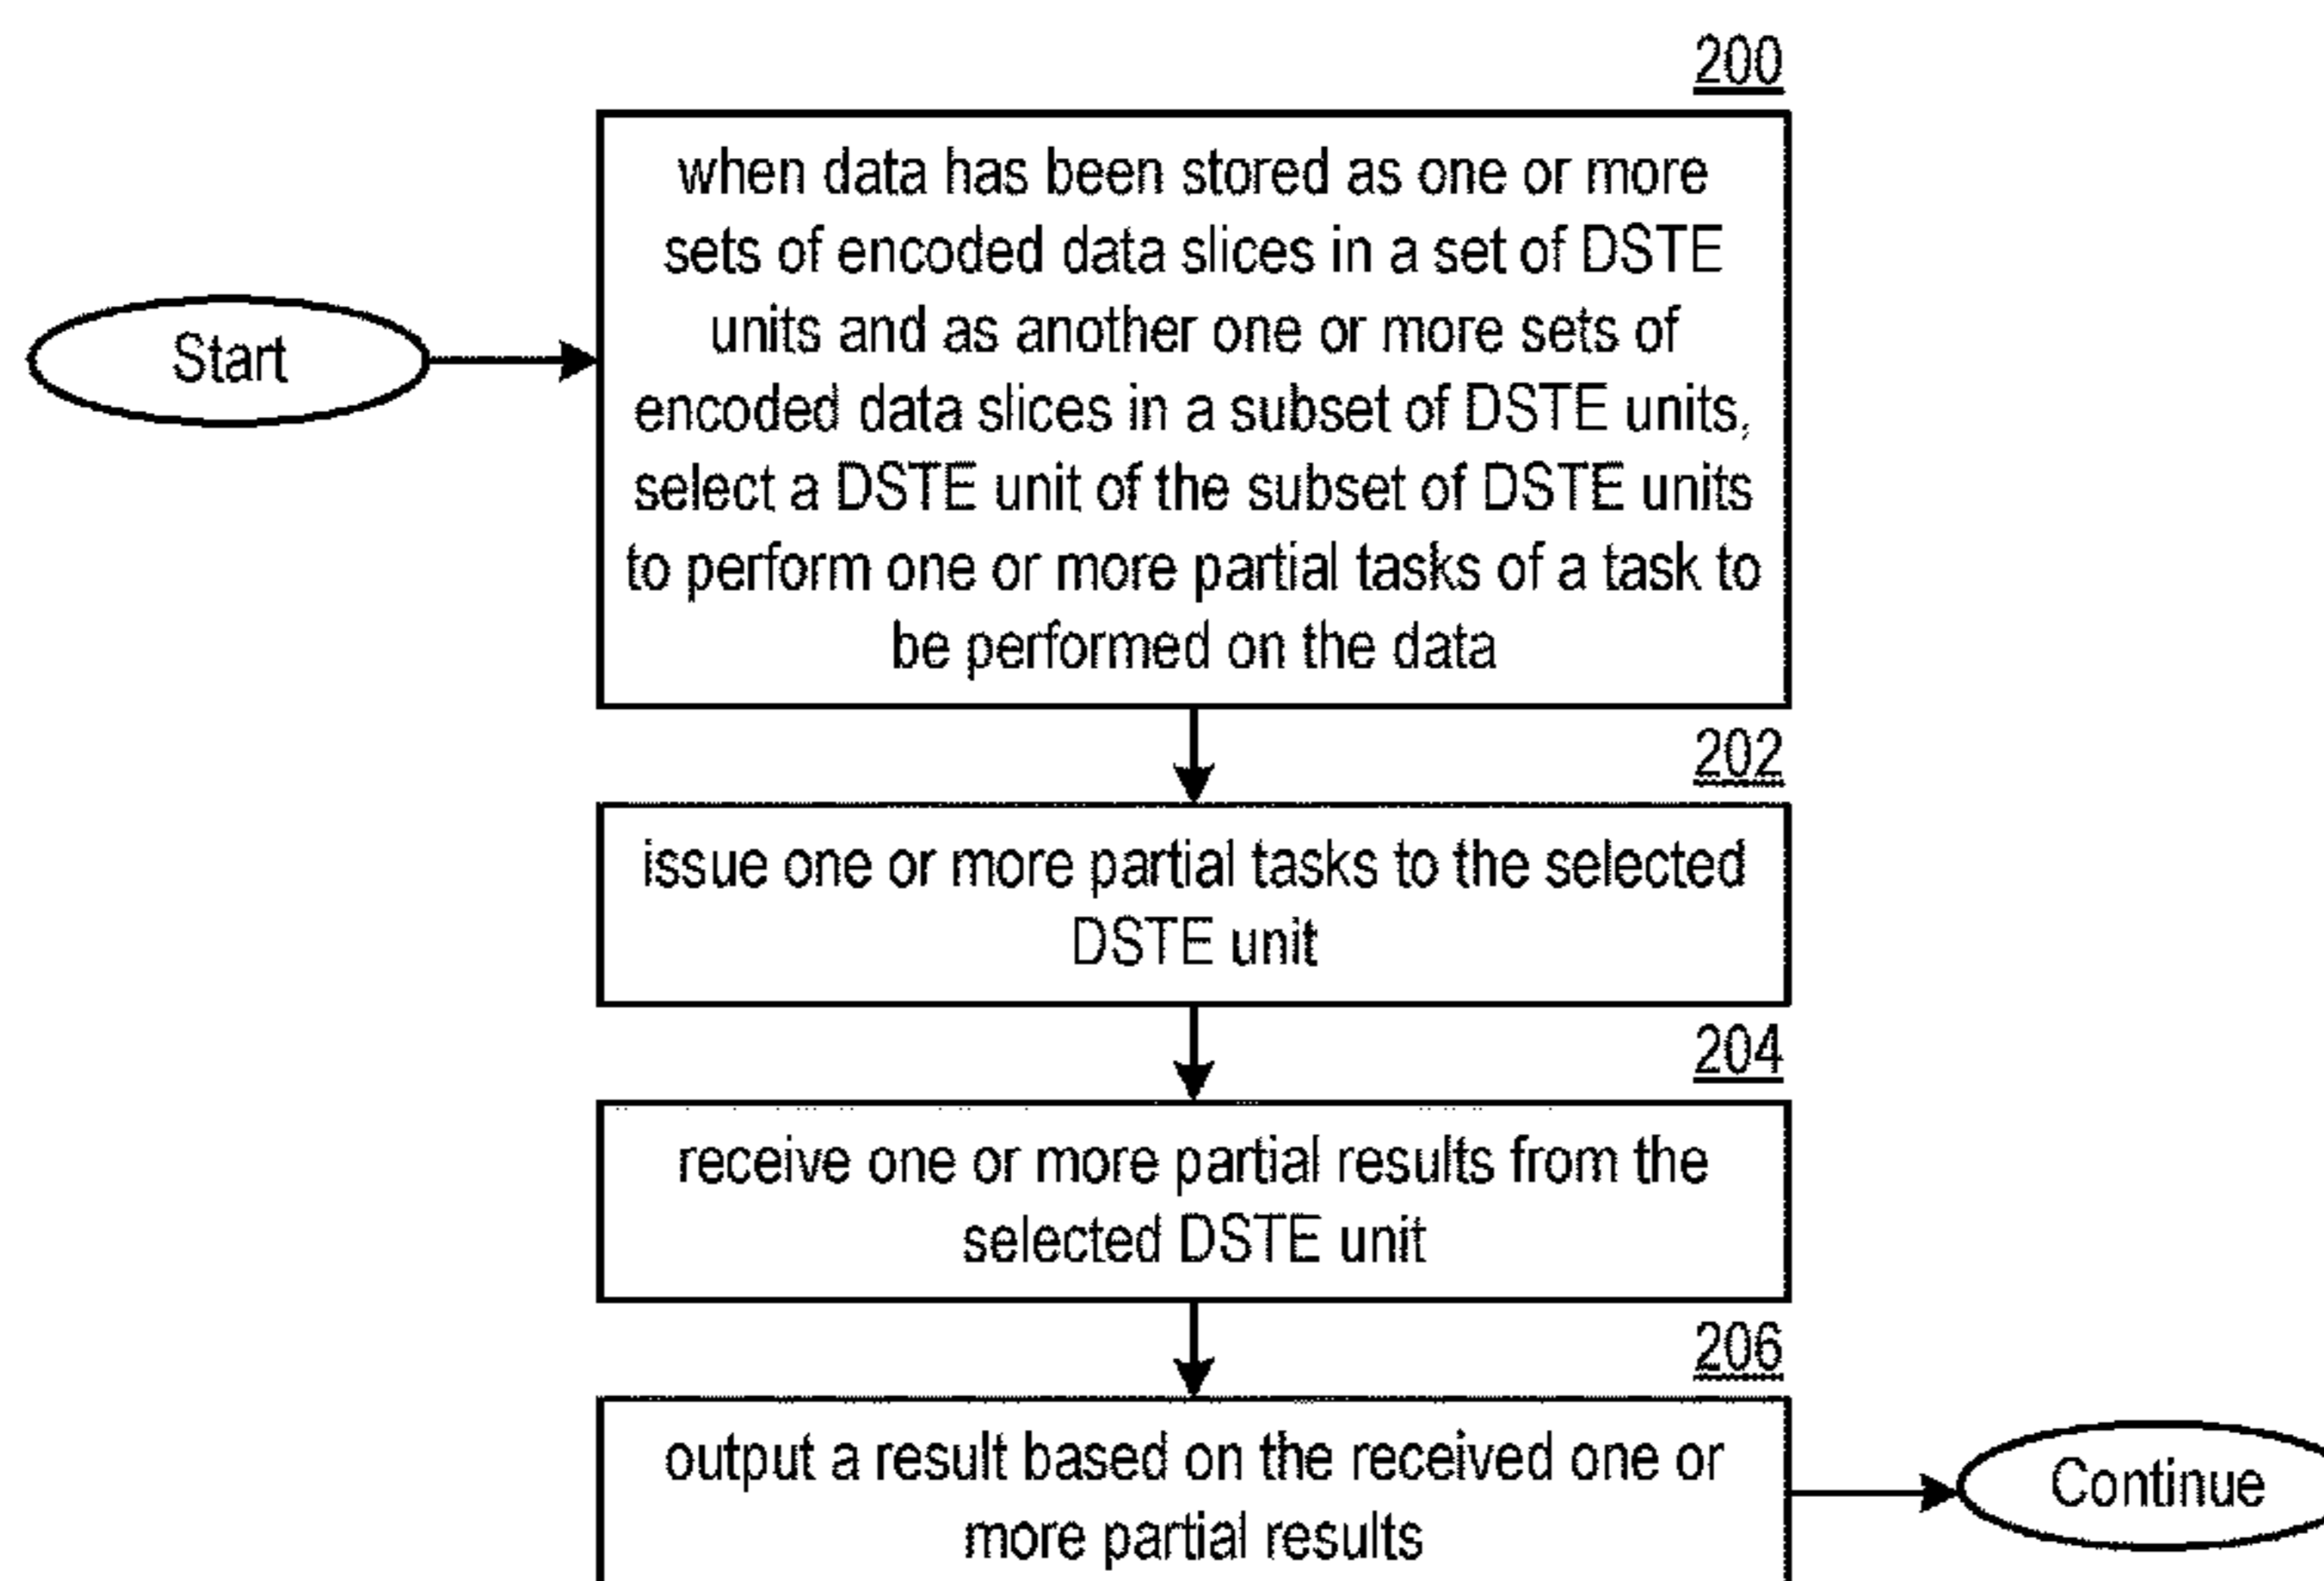 200
when data has been stored as one or more
sets of encoded data slices in a set of DSTE
units and as another one or more sets of
encoded data slices in a subset of DSTE units,
select a DSTE unit of the subset of DSTE units
to perform one or more partial tasks of a task to
be performed on the data
Start
202
issue one or more partial tasks to the selected
DSTE unit
204
receive one or more partial results from the
selected DSTE unit
206
output a result based on the received one or
more partial results
Continue